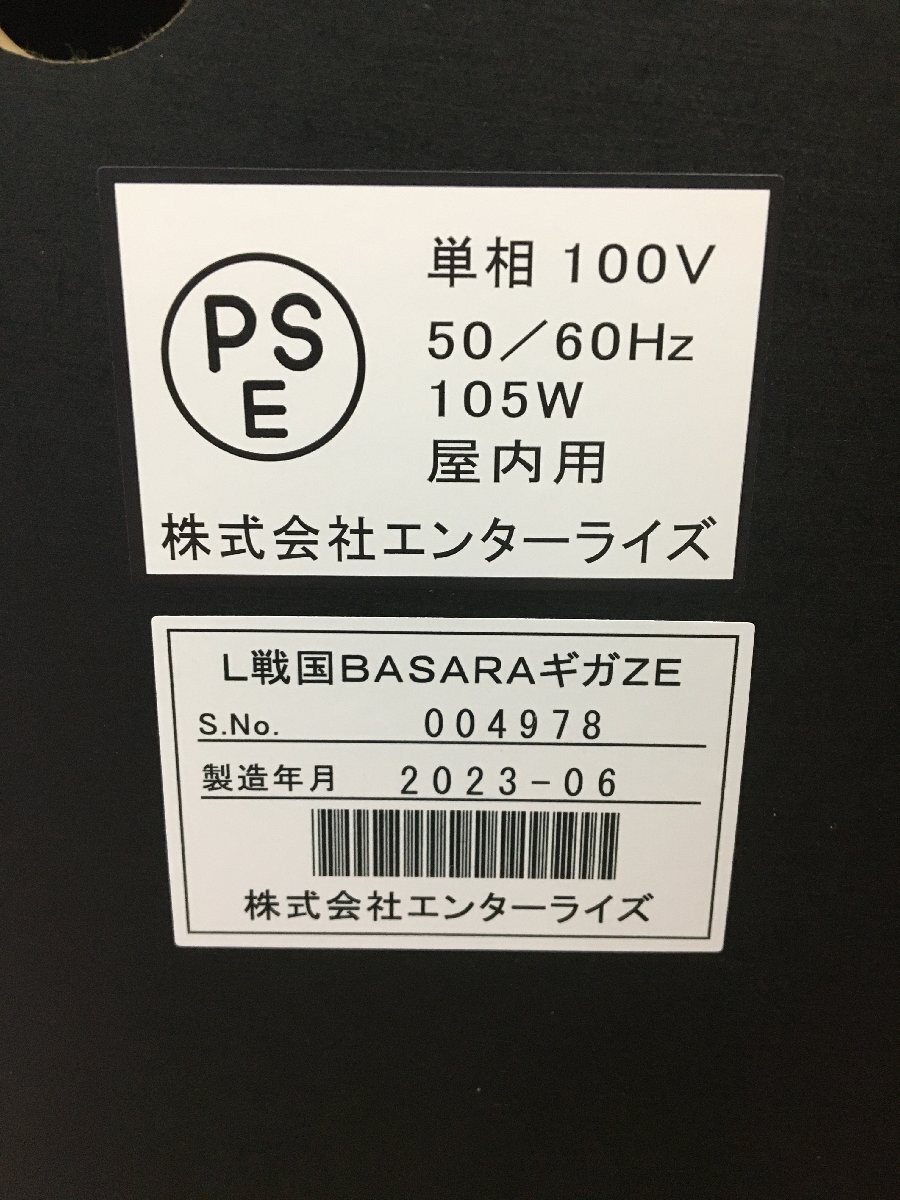 PS
E
単相 100V
50／60Hz
105W
屋内用
株式会社エンターライズ
L戦国BASARAギガZE
S.No. 004978
製造年月 2023-06
株式会社エンターライズ